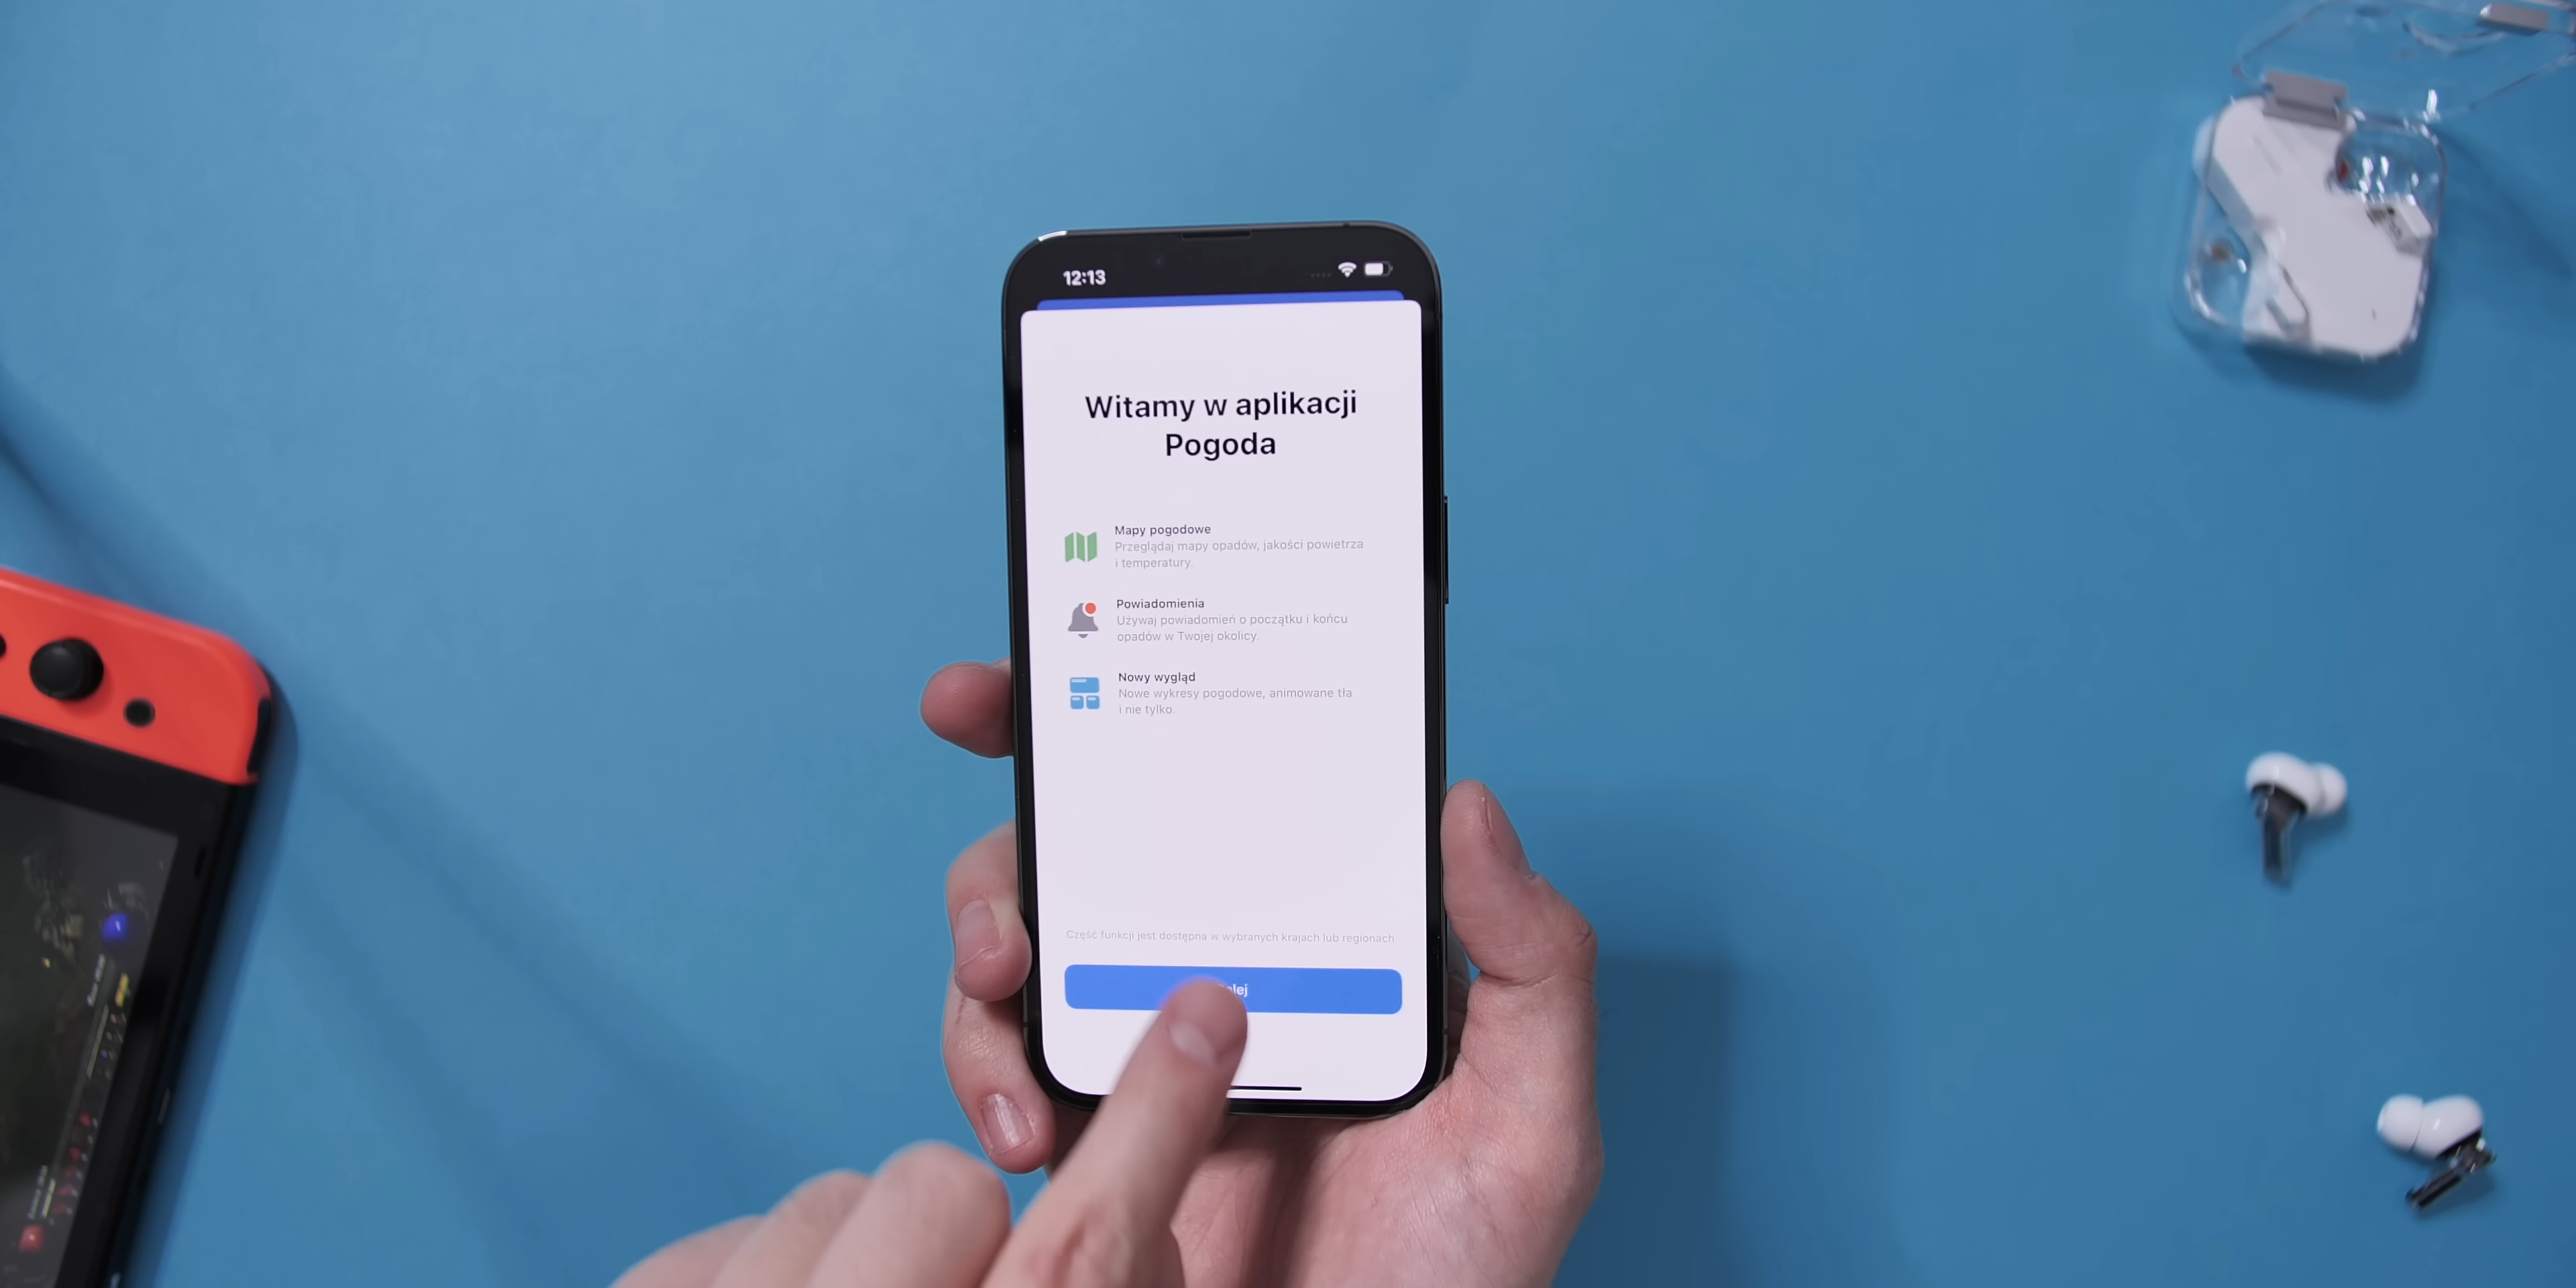 12:13
Witamy w aplikacji
Pogoda
Mapy pogodowe
Przeglądaj mapy opadów, jakości powietrza
i temperatury.
Powiadomienia
Używaj powiadomień o początku i końcu
opadów w Twojej okolicy.
Nowy wygląd
Nowe wykresy pogodowe, animowane tła
i nie tylko.
Część funkcji jest dostępna w wybranych krajach lub regionach